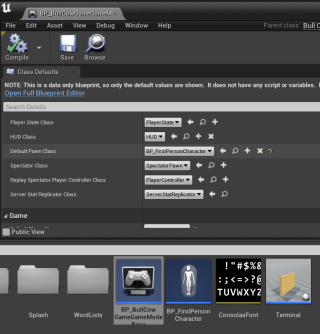 BP_BullCowGameGameM
File Edit Asset View Debug Window Help Parent class: Bull C
Compile Save Browse
Class Defaults
NOTE: This is a data only blueprint, so only the default values are shown. It does not have any script or variables.
Open Full Blueprint Editor
Search Details
Player State Class PlayerState
HUD Class HUD
Default Pawn Class BP_FirstPersonCharacter
Spectator Class SpectatorPawn
Replay Spectator Player Controller Class PlayerController
Server Stat Replicator Class ServerStatReplicator
Game
Public View
!"#$%&
:;<=>?@
TUVWXYZ
Splash WordLists BP_BullCow GameGameMode Base BP_FirstPerson Character ConsolasFont Terminal